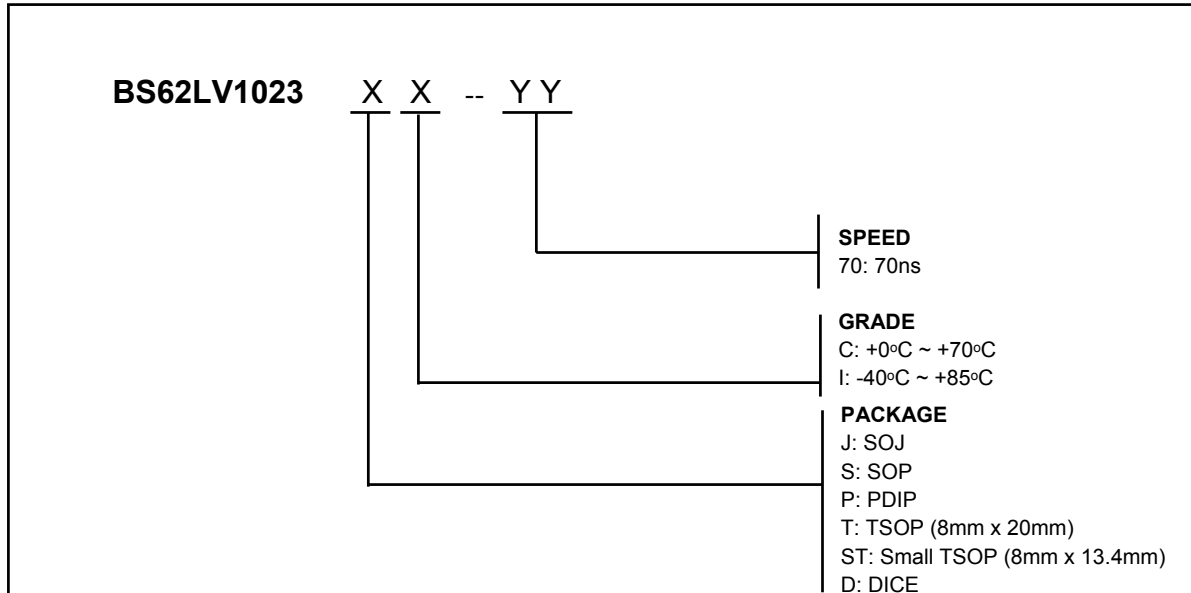 BS62LV1023 X X -- Y Y
SPEED
70: 70ns
GRADE
C: +0oC ~ +70oC
I: -40oC ~ +85oC
PACKAGE
J: SOJ
S: SOP
P: PDIP
T: TSOP (8mm x 20mm)
ST: Small TSOP (8mm x 13.4mm)
D: DICE